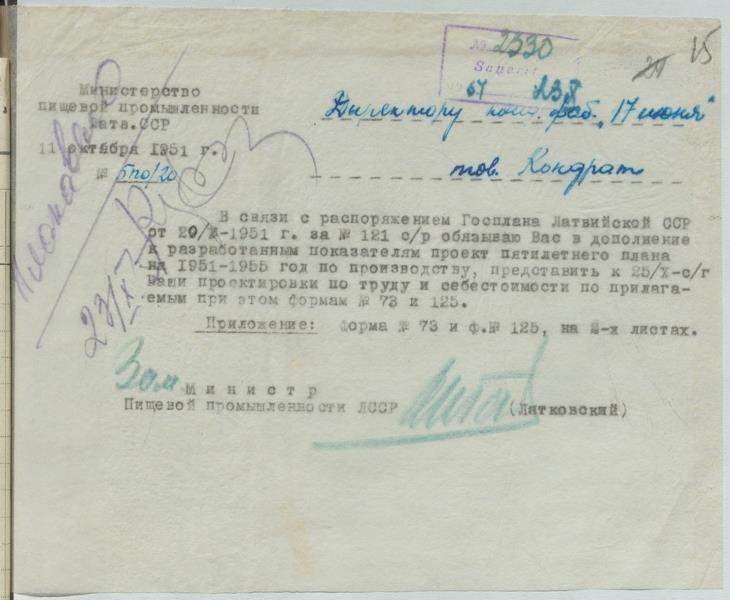 № 2330
67 23 X
24 15
Министерство
пищевой промышленности
Латв.ССР
11 октября 1951 г.
№ 5по/20
Директору конд. фаб. "17 июня"
тов. Кондрат
23/X
В связи с распоряжением Госплана Латвийской ССР
от 20/X-1951 г. за № 121 с/р обязываю Вас в дополнение
к разработанным показателям проект пятилетнего плана
на 1951-1955 год по производству, представить к 25/X-с/г
Ваши проектировки по труду и себестоимости по прилага-
емым при этом формам № 73 и 125.
Приложение: форма № 73 и ф.№ 125, на 2-х листах.
Зам Министр
Пищевой промышленности ЛССР (Лятковский)